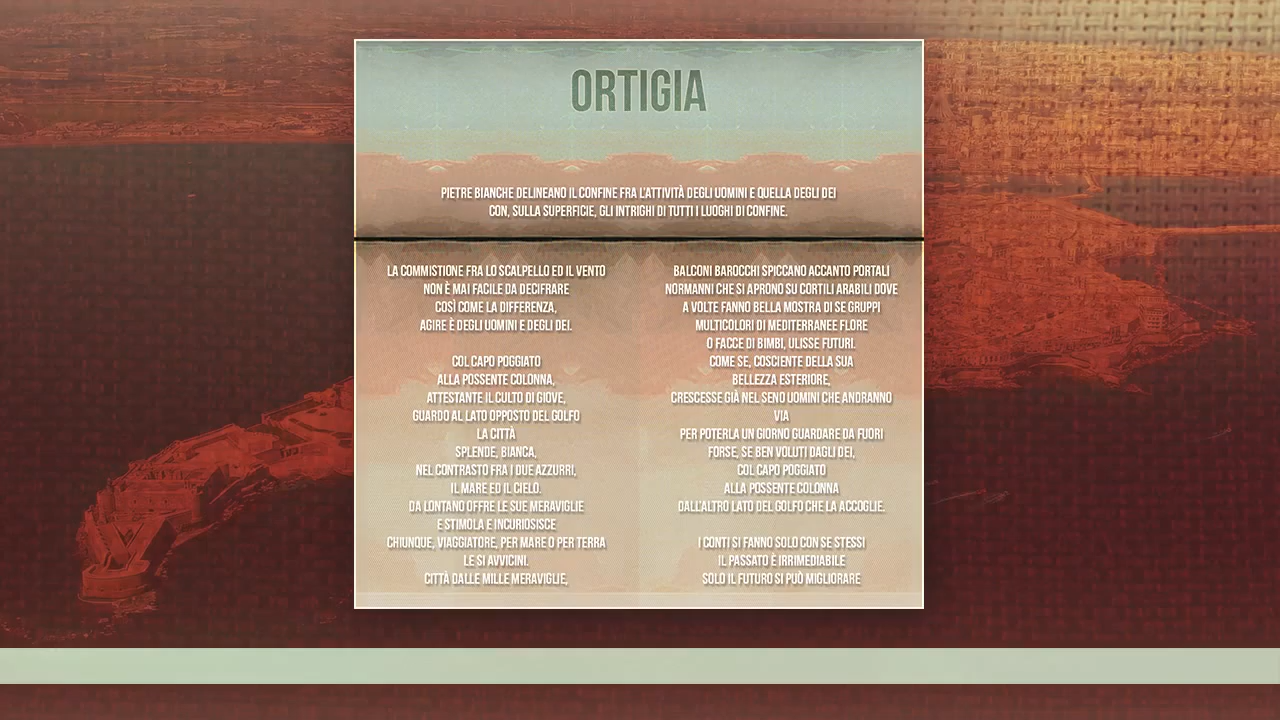 ORTIGIA
PIETRE BIANCHE DELINEANO IL CONFINE FRA L'ATTIVITÀ DEGLI UOMINI E QUELLA DEGLI DEI
CON, SULLA SUPERFICIE, GLI INTRIGHI DI TUTTI I LUOGHI DI CONFINE.
LA COMMISTIONE FRA LO SCALPELLO ED IL VENTO
NON È MAI FACILE DA DECIFRARE
COSÌ COME LA DIFFERENZA,
AGIRE È DEGLI UOMINI E DEGLI DEI.
COL CAPO POGGIATO
ALLA POSSENTE COLONNA,
ATTESTANTE IL CULTO DI GIOVE,
GUARDO AL LATO OPPOSTO DEL GOLFO
LA CITTÀ
SPLENDE, BIANCA,
NEL CONTRASTO FRA I DUE AZZURRI,
IL MARE ED IL CIELO.
DA LONTANO OFFRE LE SUE MERAVIGLIE
E STIMOLA E INCURIOSISCE
CHIUNQUE, VIAGGIATORE, PER MARE O PER TERRA
LE SI AVVICINI.
CITTÀ DALLE MILLE MERAVIGLIE,
BALCONI BAROCCHI SPICCANO ACCANTO PORTALI
NORMANNI CHE SI APRONO SU CORTILI ARABILI DOVE
A VOLTE FANNO BELLA MOSTRA DI SE GRUPPI
MULTICOLORI DI MEDITERRANEE FLORE
O FACCE DI BIMBI, ULISSE FUTURI.
COME SE, COSCIENTE DELLA SUA
BELLEZZA ESTERIORE,
CRESCESSE GIÀ NEL SENO UOMINI CHE ANDRANNO
VIA
PER POTERLA UN GIORNO GUARDARE DA FUORI
FORSE, SE BEN VOLUTI DAGLI DEI,
COL CAPO POGGIATO
ALLA POSSENTE COLONNA
DALL'ALTRO LATO DEL GOLFO CHE LA ACCOGLIE.
I CONTI SI FANNO SOLO CON SE STESSI
IL PASSATO È IRRIMEDIABILE
SOLO IL FUTURO SI PUÒ MIGLIORARE